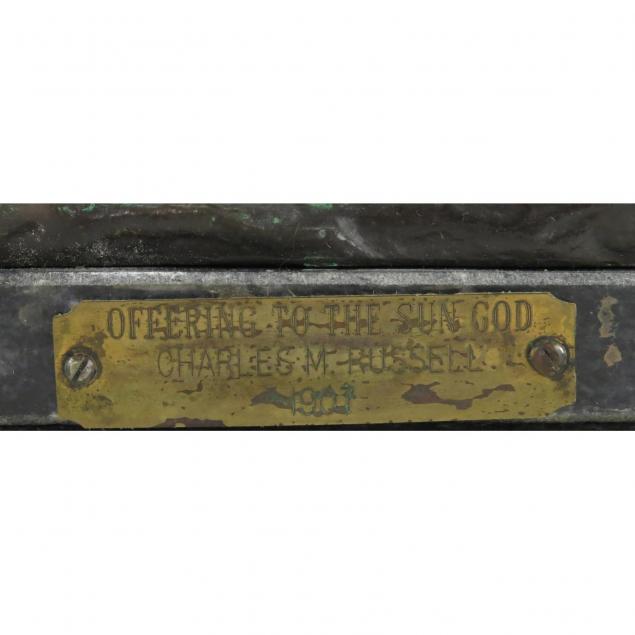 OFFERING TO THE SUN GOD
CHARLES M. RUSSELL